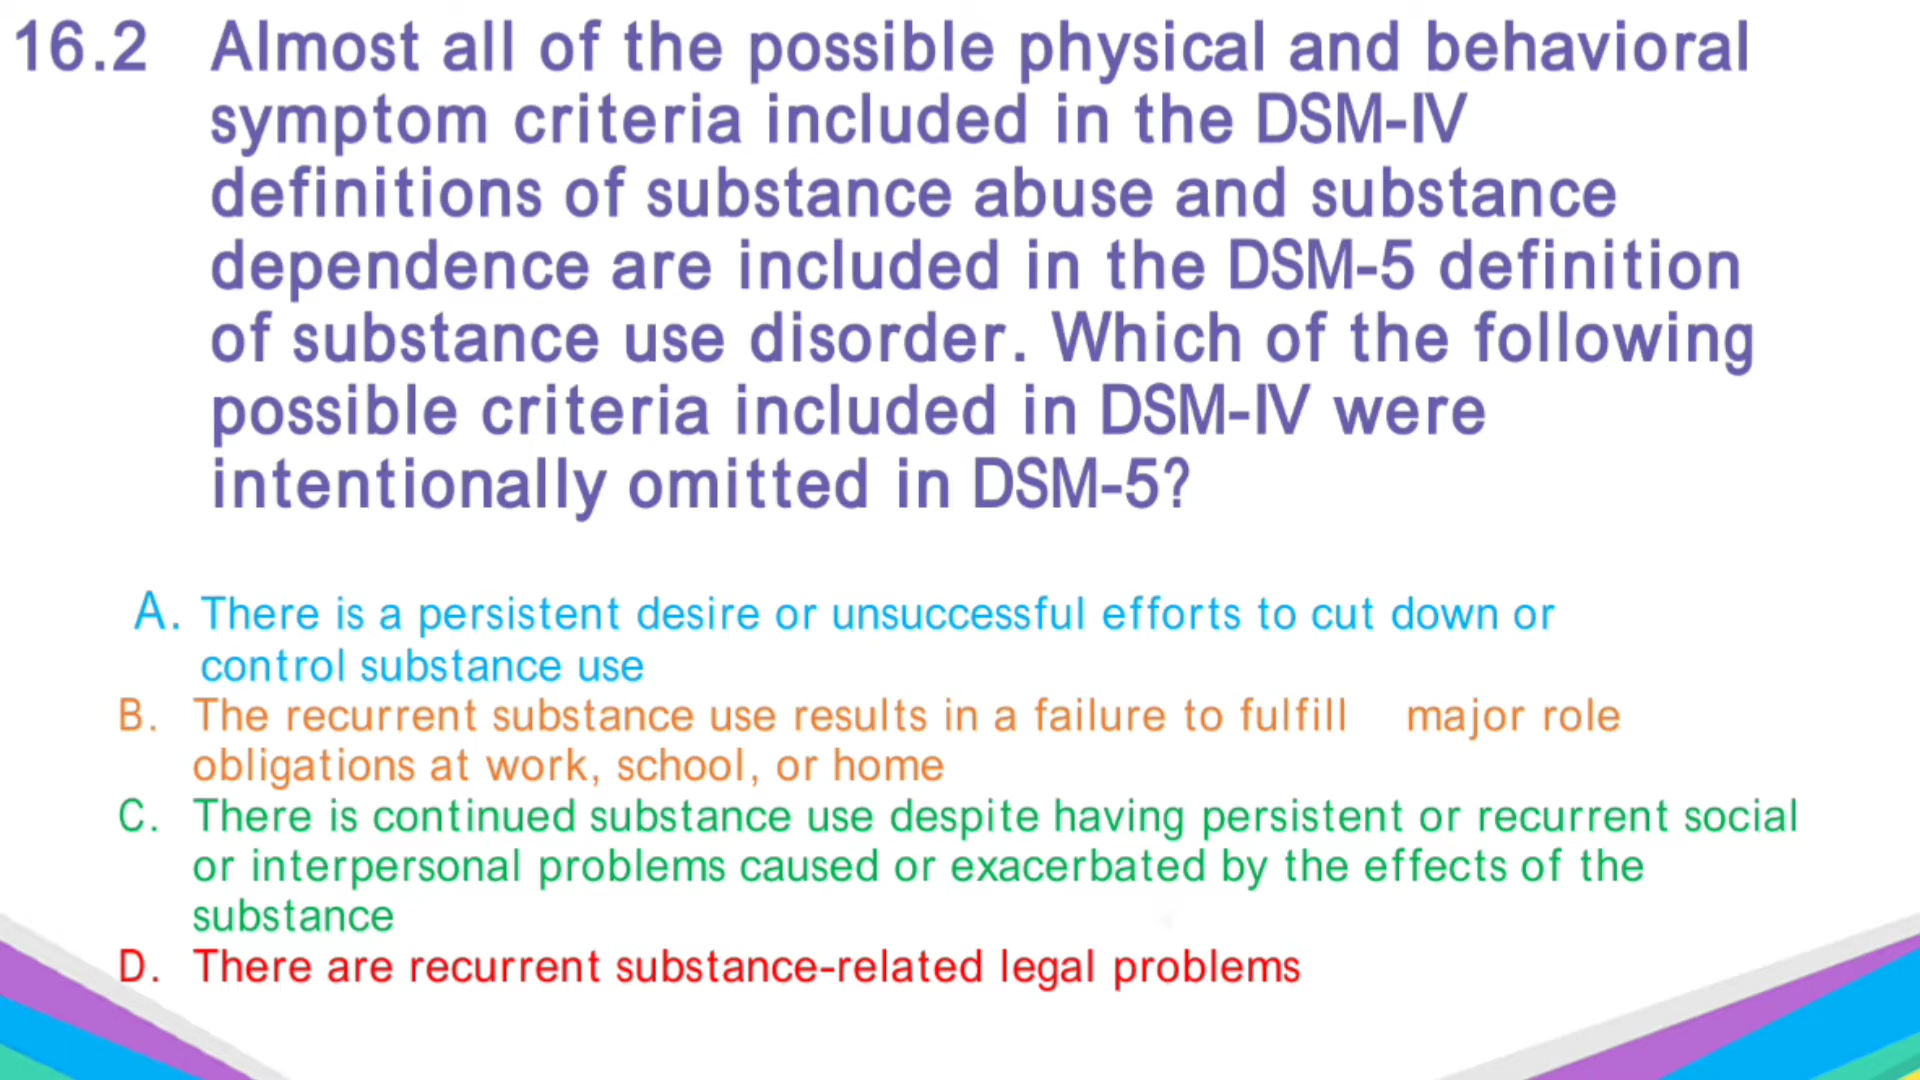 16.2 Almost all of the possible physical and behavioral
symptom criteria included in the DSM-IV
definitions of substance abuse and substance
dependence are included in the DSM-5 definition
of substance use disorder. Which of the following
possible criteria included in DSM-IV were
intentionally omitted in DSM-5?
A. There is a persistent desire or unsuccessful efforts to cut down or
control substance use
B. The recurrent substance use results in a failure to fulfill major role
obligations at work, school, or home
C. There is continued substance use despite having persistent or recurrent social
or interpersonal problems caused or exacerbated by the effects of the
substance
D. There are recurrent substance-related legal problems